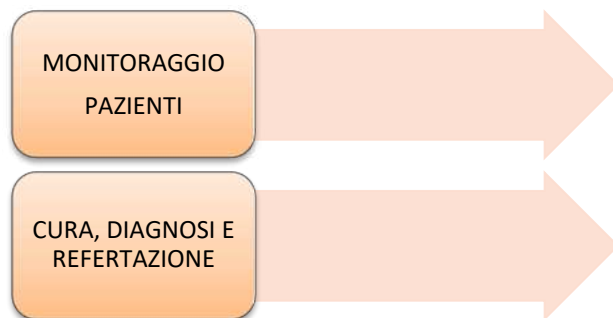 MONITORAGGIO
PAZIENTI
CURA, DIAGNOSI E
REFERTAZIONE